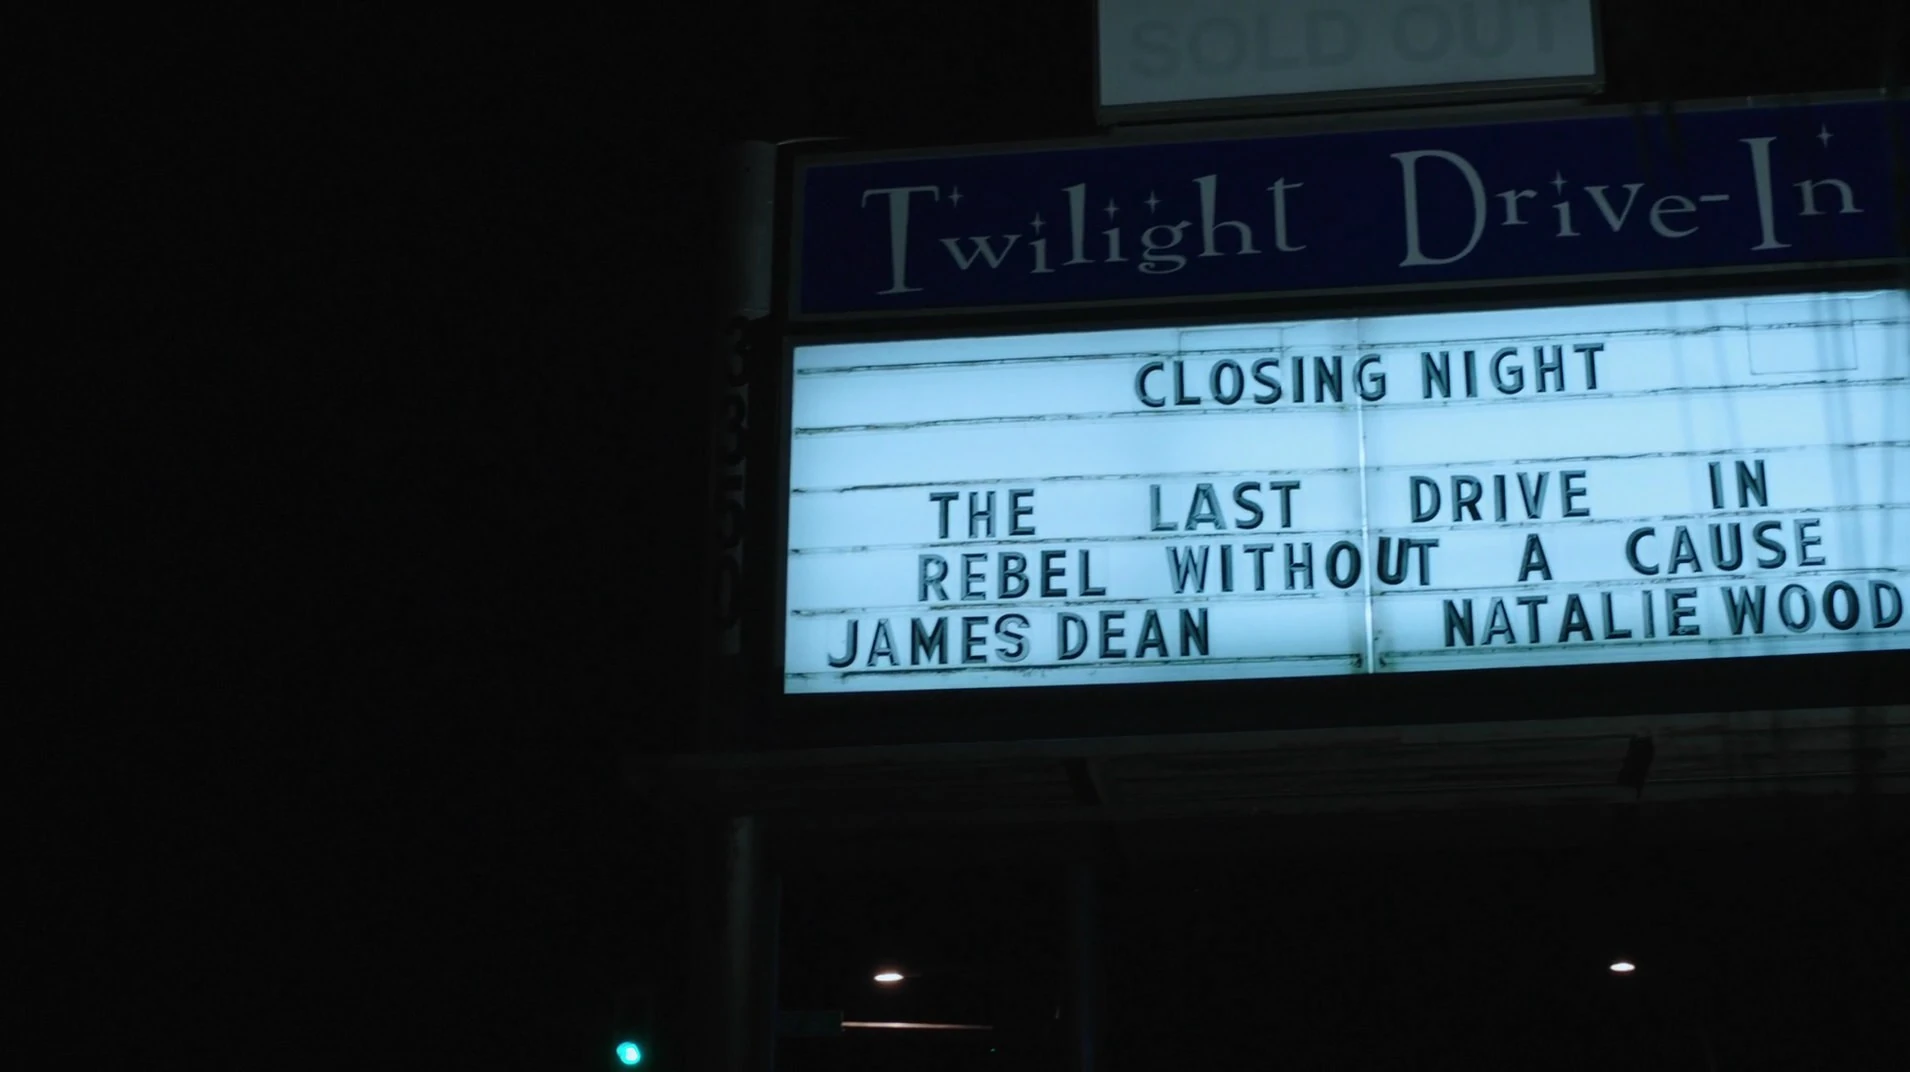 SOLD OUT
Twilight Drive-In
CLOSING NIGHT
THE LAST DRIVE IN
REBEL WITHOUT A CAUSE
JAMES DEAN NATALIE WOOD